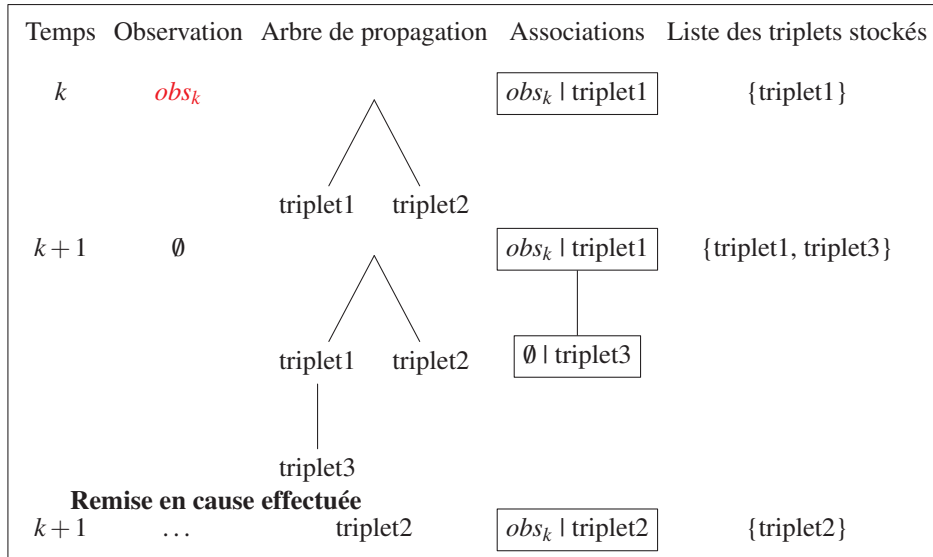 Temps Observation Arbre de propagation Associations Liste des triplets stockés
k obs_k obs_k | triplet1 {triplet1}
triplet1 triplet2
k + 1 ∅ obs_k | triplet1 {triplet1, triplet3}
triplet1 triplet2 ∅ | triplet3
triplet3
Remise en cause effectuée
k + 1 … triplet2 obs_k | triplet2 {triplet2}